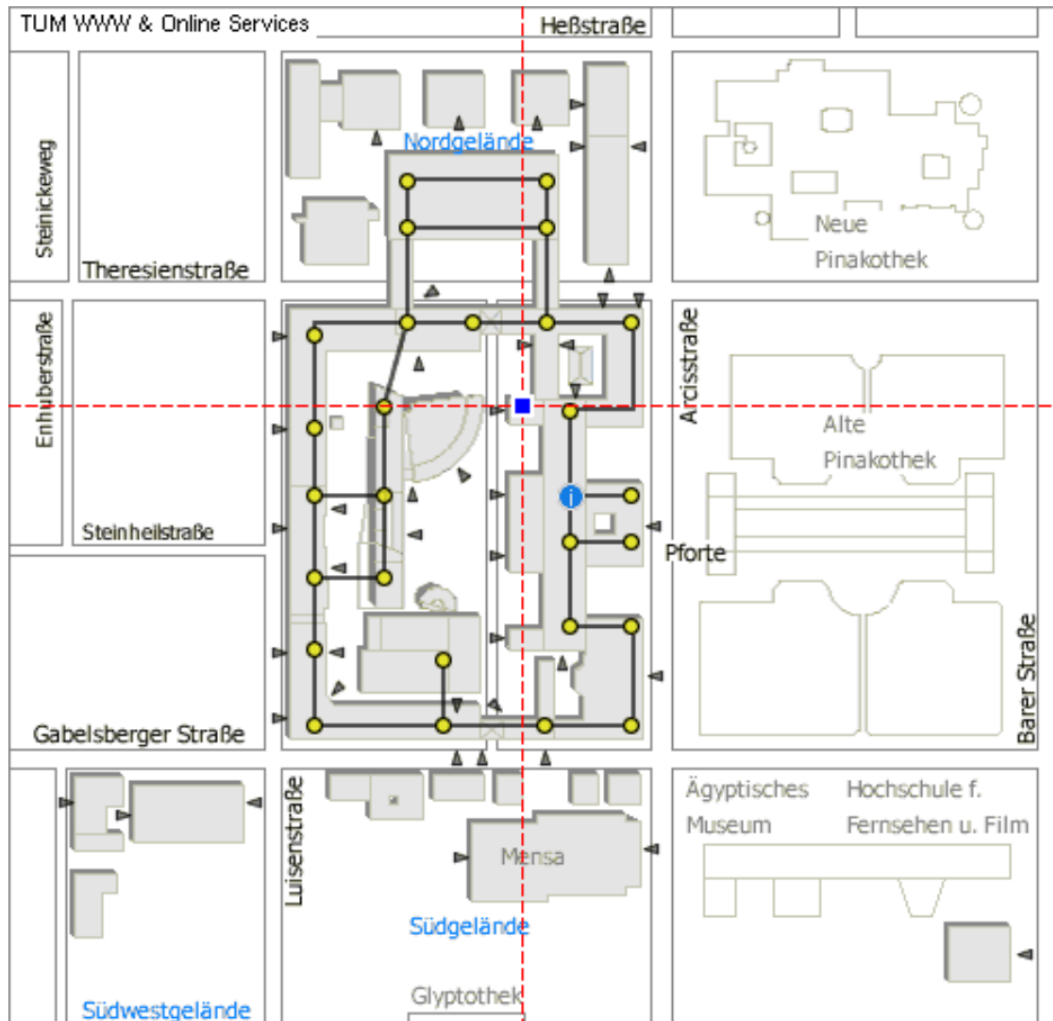 TUM WWW & Online Services
Heßstraße
Nordgelände
Steinickeweg
Neue
Pinakothek
Theresienstraße
Enhuberstraße
Arcisstraße
Alte
Pinakothek
i
Steinheilstraße
Pforte
Barer Straße
Gabelsberger Straße
Luisenstraße
Ägyptisches
Museum
Hochschule f.
Fernsehen u. Film
Mensa
Südgelände
Glyptothek
Südwestgelände